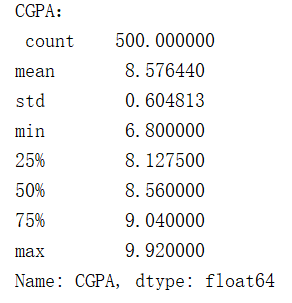 CGPA:
count    500.000000
mean       8.576440
std        0.604813
min        6.800000
25%        8.127500
50%        8.560000
75%        9.040000
max        9.920000
Name: CGPA, dtype: float64